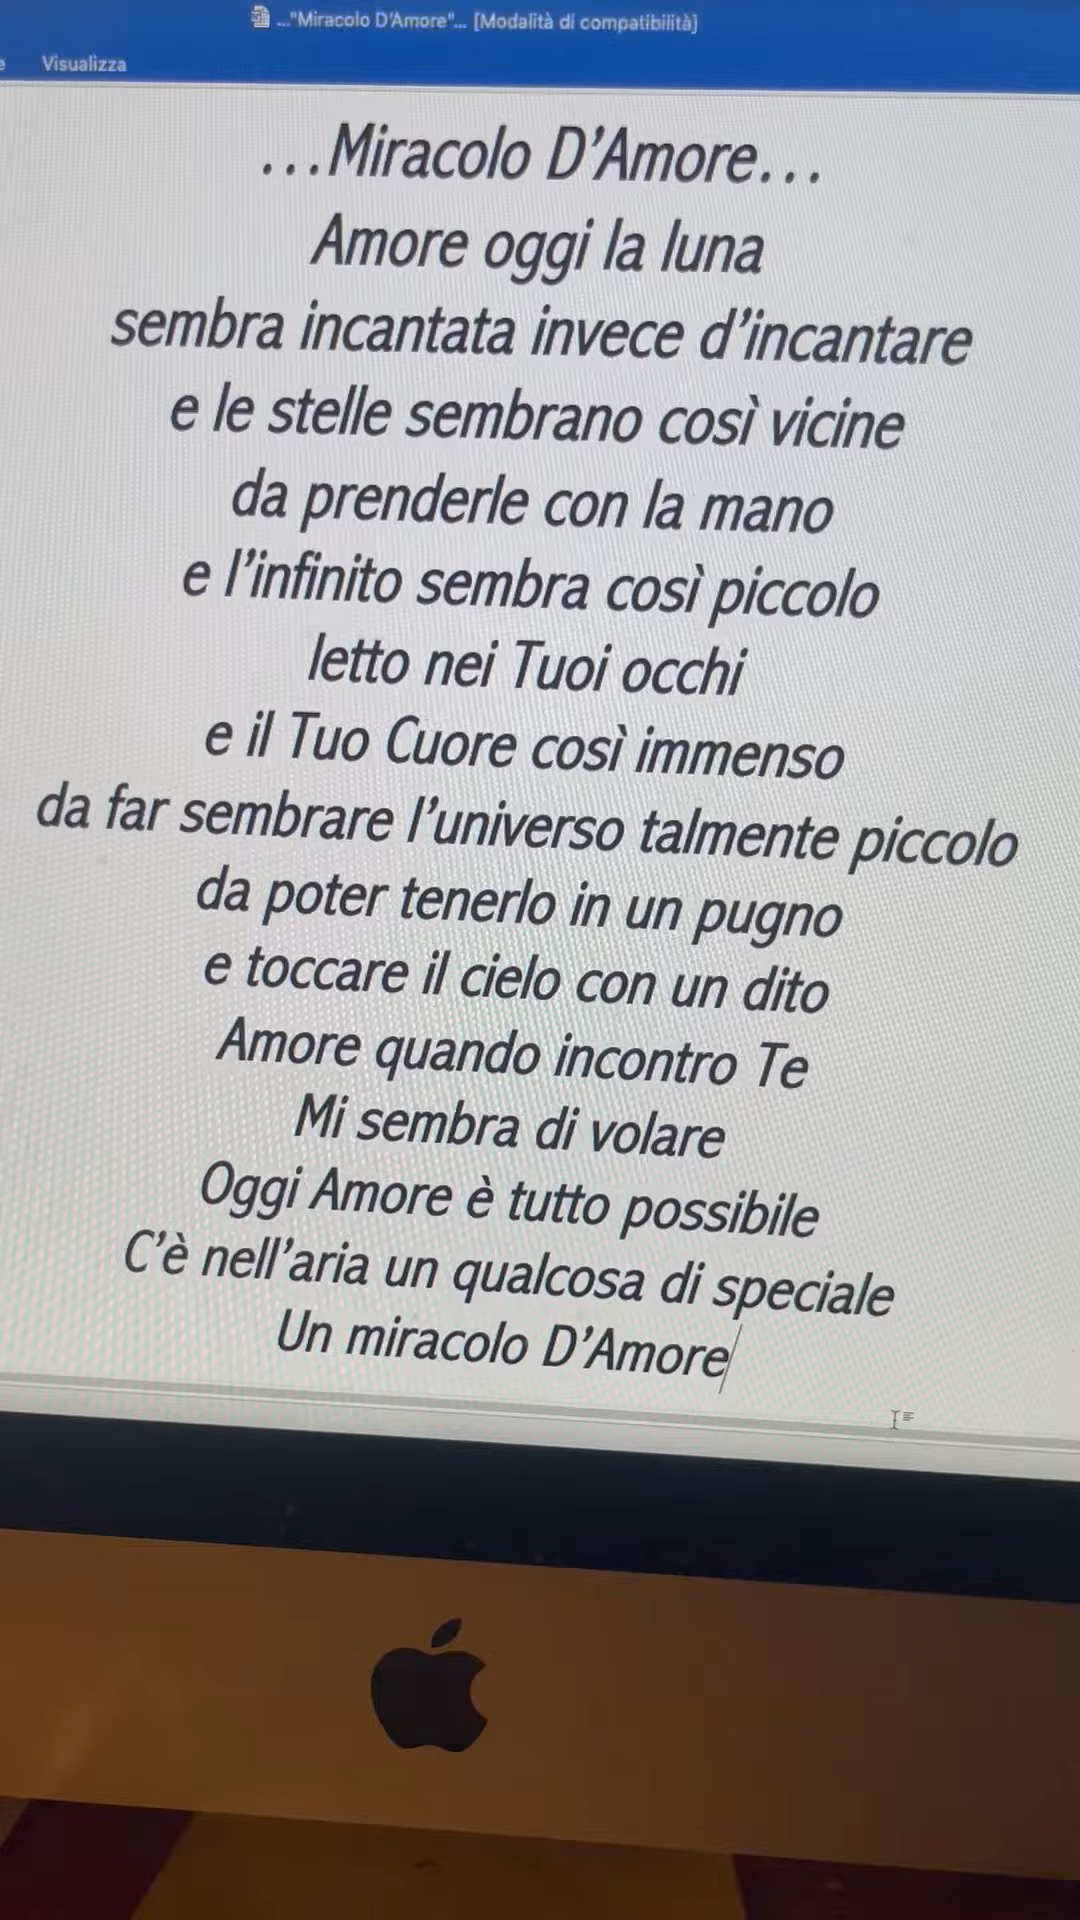 ..."Miracolo D'Amore"... [Modalità di compatibilità]
Visualizza
...Miracolo D'Amore...
Amore oggi la luna
sembra incantata invece d'incantare
e le stelle sembrano così vicine
da prenderle con la mano
e l'infinito sembra così piccolo
letto nei Tuoi occhi
e il Tuo Cuore così immenso
da far sembrare l'universo talmente piccolo
da poter tenerlo in un pugno
e toccare il cielo con un dito
Amore quando incontro Te
Mi sembra di volare
Oggi Amore è tutto possibile
C'è nell'aria un qualcosa di speciale
Un miracolo D'Amore